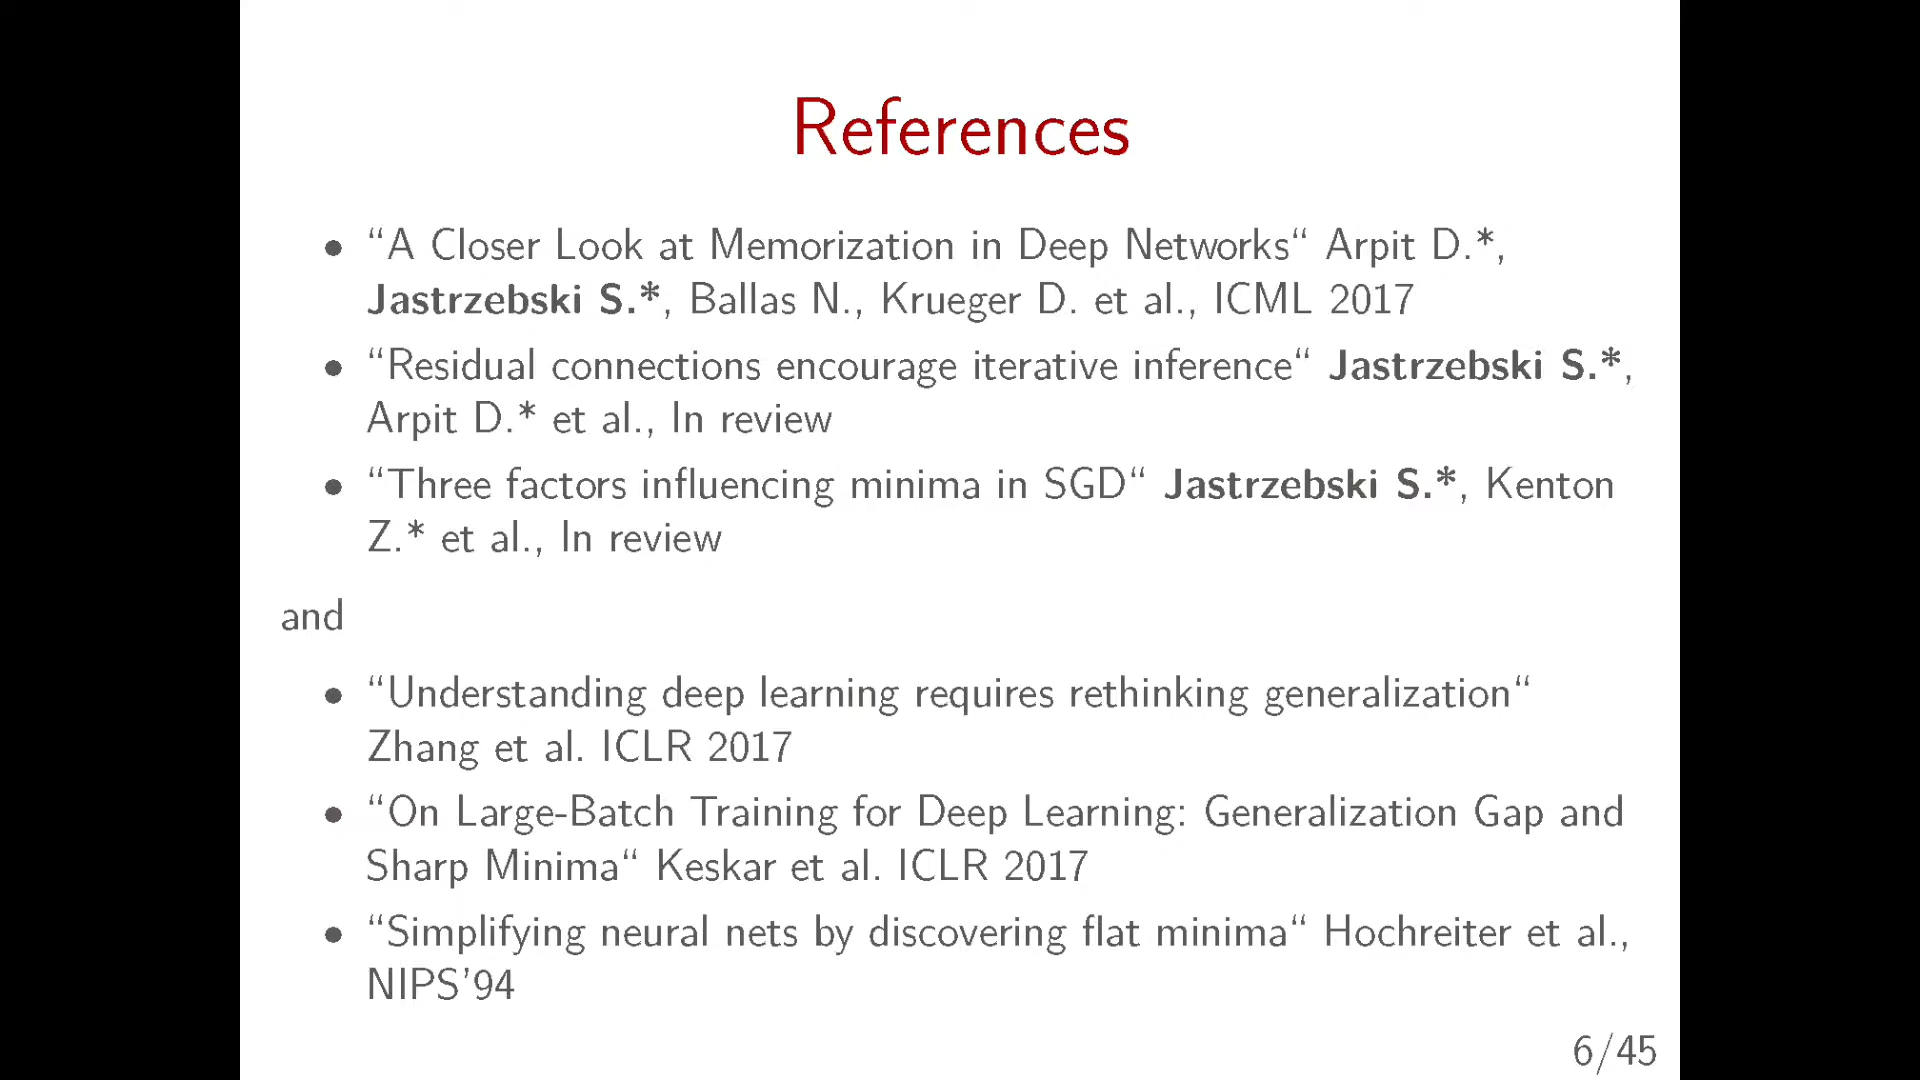 References
• “A Closer Look at Memorization in Deep Networks“ Arpit D.*,
Jastrzebski S.*, Ballas N., Krueger D. et al., ICML 2017
• “Residual connections encourage iterative inference“ Jastrzebski S.*,
Arpit D.* et al., In review
• “Three factors influencing minima in SGD“ Jastrzebski S.*, Kenton
Z.* et al., In review
and
• “Understanding deep learning requires rethinking generalization“
Zhang et al. ICLR 2017
• “On Large-Batch Training for Deep Learning: Generalization Gap and
Sharp Minima“ Keskar et al. ICLR 2017
• “Simplifying neural nets by discovering flat minima“ Hochreiter et al.,
NIPS’94
6/45